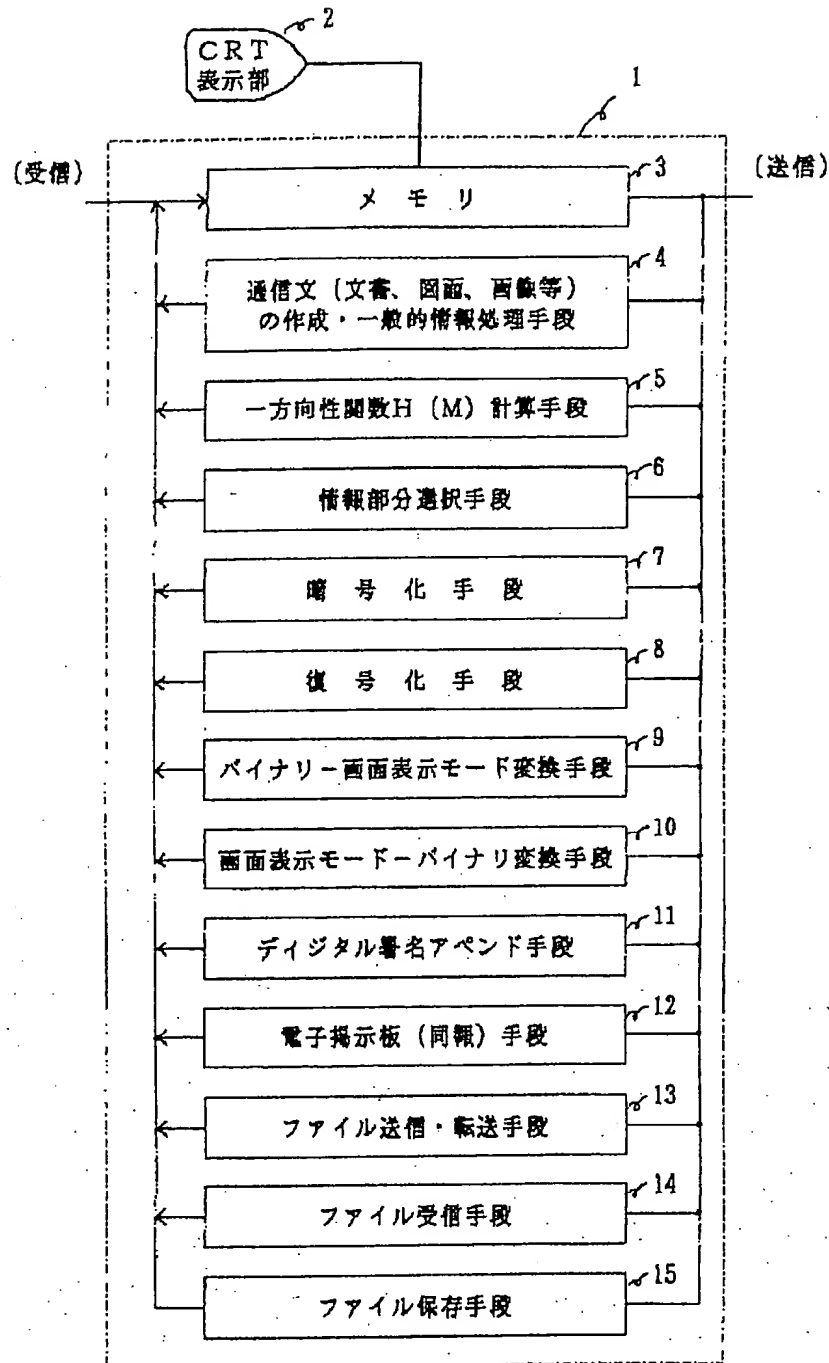 2
CRT
表示部
1
(受信)
(送信)
3
メモリ
4
通信文(文書、図面、画像等)
の作成・一般的情報処理手段
5
一方向性関数H(M)計算手段
6
情報部分選択手段
7
暗号化手段
8
復号化手段
9
バイナリー画面表示モード変換手段
10
画面表示モードーバイナリ変換手段
11
ディジタル署名アペンド手段
12
電子掲示板(同報)手段
13
ファイル送信・転送手段
14
ファイル受信手段
15
ファイル保存手段